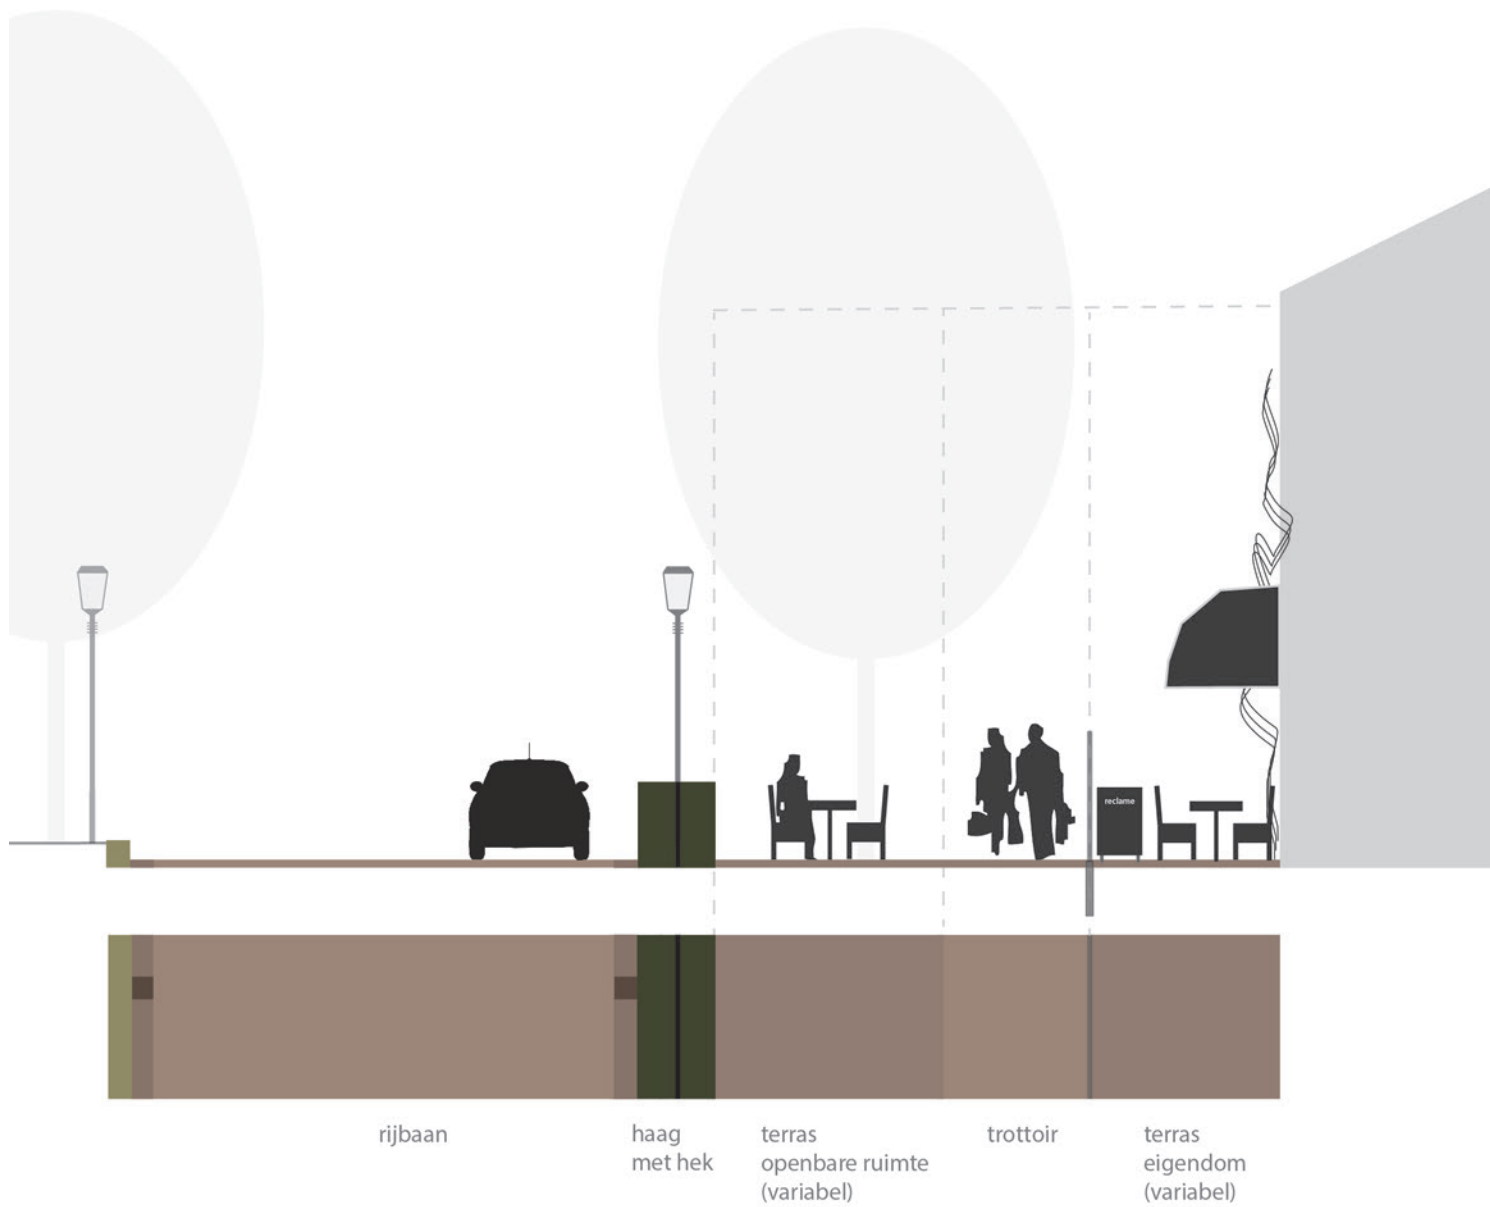 reclame
rijbaan
haag
met hek
terras
openbare ruimte
(variabel)
trottoir
terras
eigendom
(variabel)